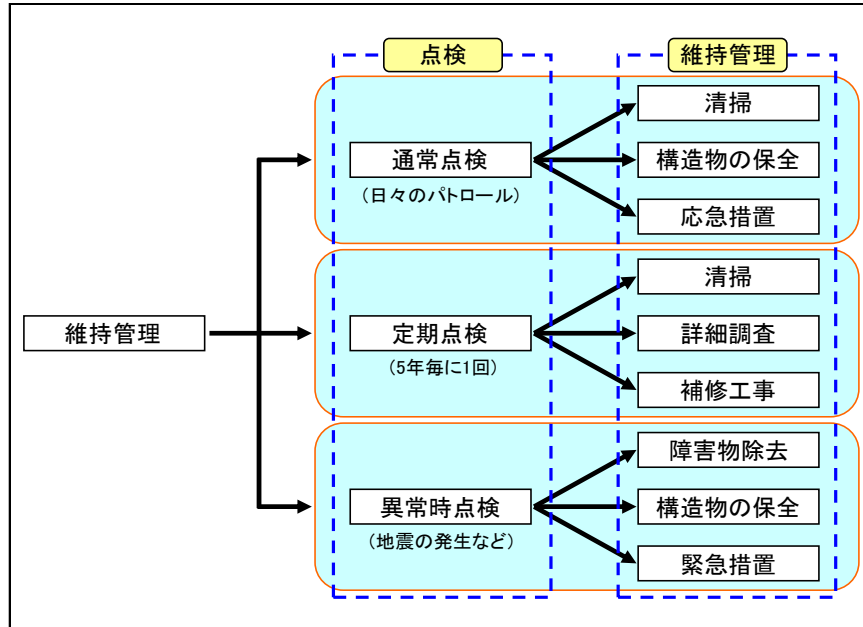 点検
維持管理
清掃
通常点検
(日々のパトロール)
構造物の保全
応急措置
清掃
維持管理
定期点検
(5年毎に1回)
詳細調査
補修工事
障害物除去
異常時点検
(地震の発生など)
構造物の保全
緊急措置